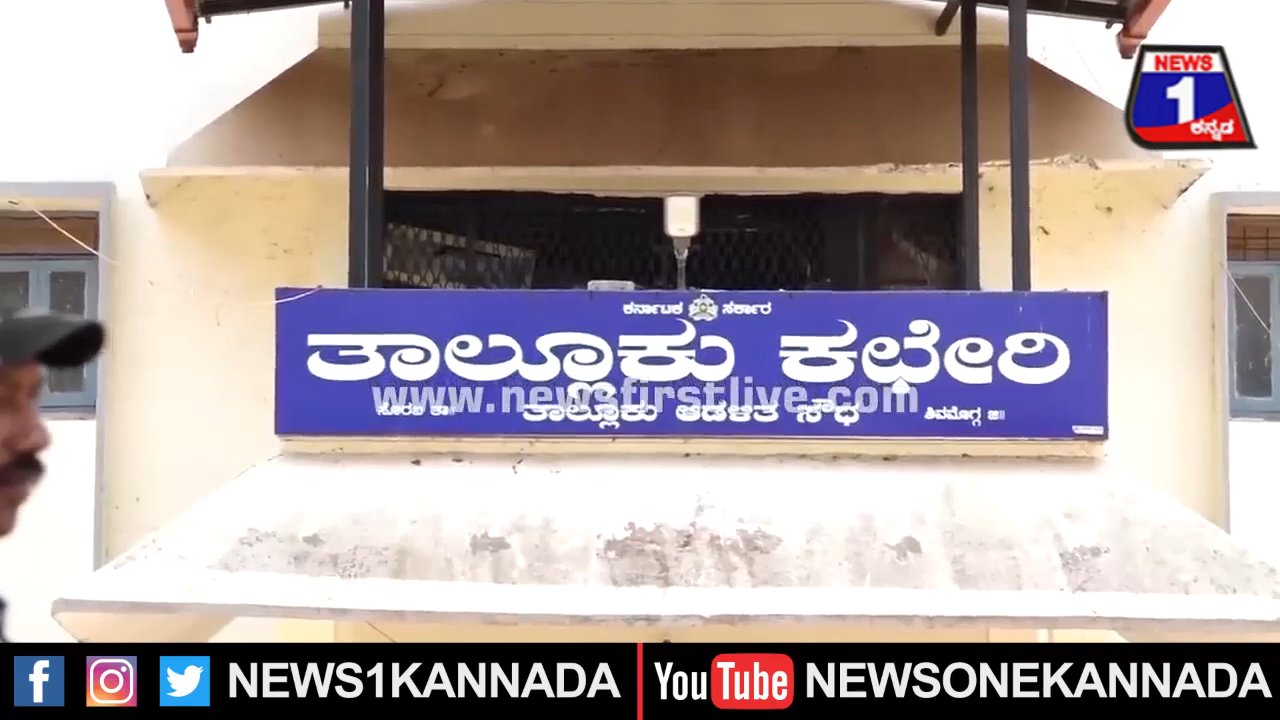 NEWS
1
ಕನ್ನಡ
ಕರ್ನಾಟಕ ಸರ್ಕಾರ
ತಾಲ್ಲೂಕು ಕಛೇರಿ
www.newsfirstlive.com
ಸೊರಬ ತಾ॥ ತಾಲ್ಲೂಕು ಆಡಳಿತ ಸೌಧ ಶಿವಮೊಗ್ಗ ಜಿ॥
NEWS1KANNADA YouTube NEWSONEKANNADA